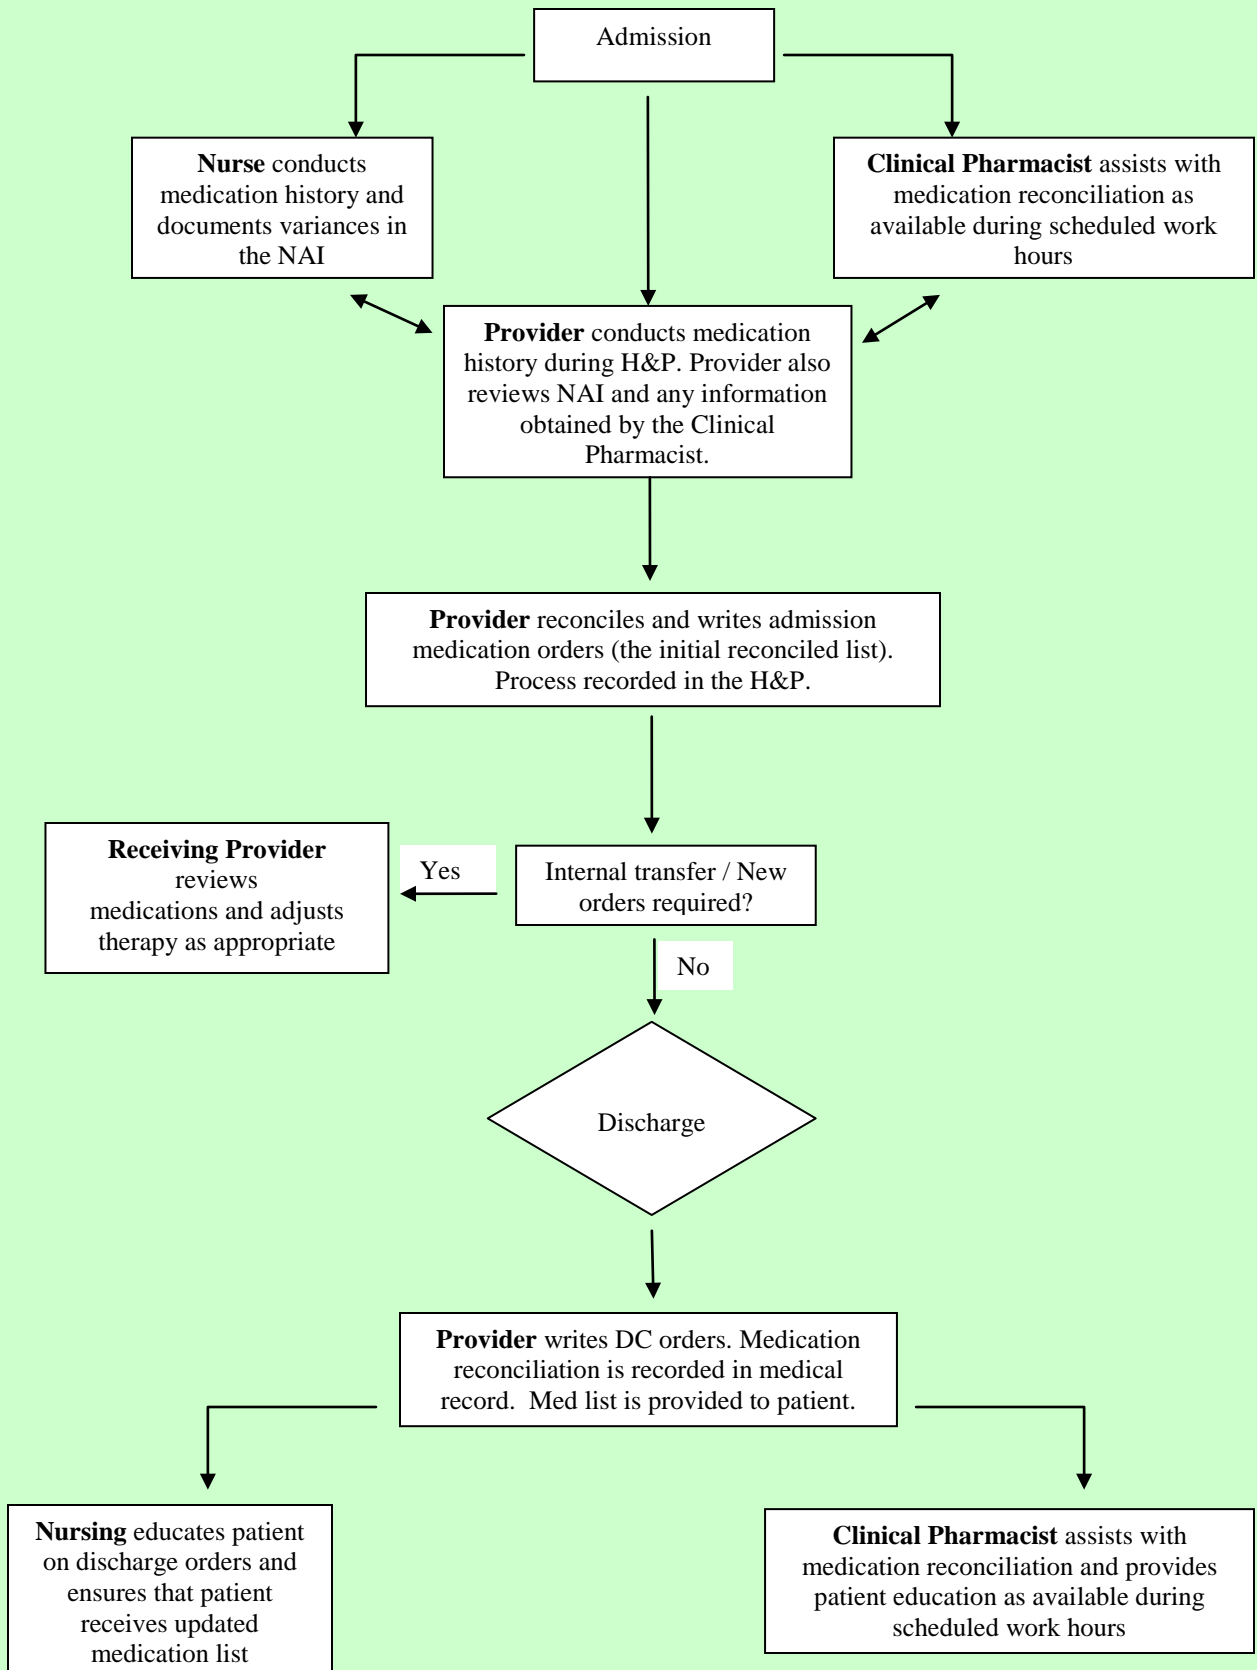 Admission
Nurse conducts
medication history and
documents variances in
the NAI
Clinical Pharmacist assists with
medication reconciliation as
available during scheduled work
hours
Provider conducts medication
history during H&P. Provider also
reviews NAI and any information
obtained by the Clinical
Pharmacist.
Provider reconciles and writes admission
medication orders (the initial reconciled list).
Process recorded in the H&P.
Receiving Provider
reviews
medications and adjusts
therapy as appropriate
Yes
Internal transfer / New
orders required?
No
Discharge
Provider writes DC orders. Medication
reconciliation is recorded in medical
record. Med list is provided to patient.
Nursing educates patient
on discharge orders and
ensures that patient
receives updated
medication list
Clinical Pharmacist assists with
medication reconciliation and provides
patient education as available during
scheduled work hours